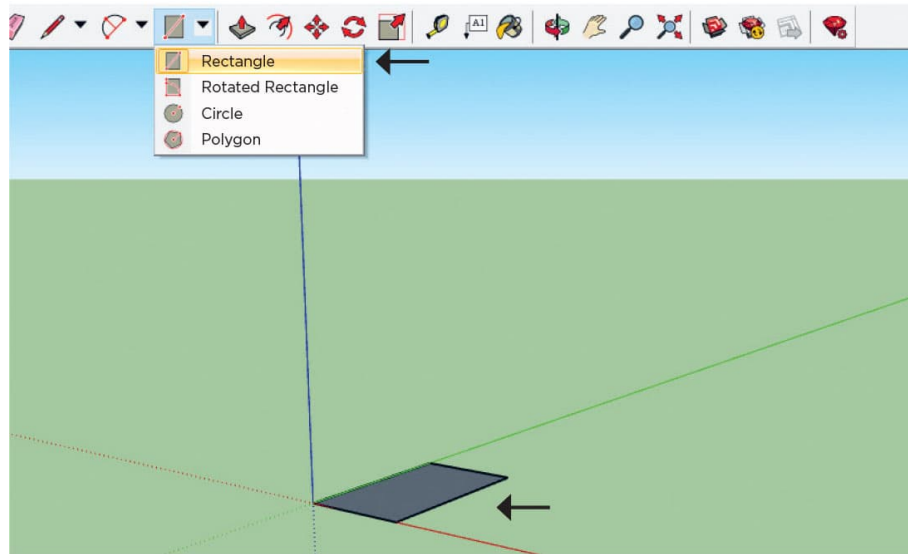 A1
Rectangle
Rotated Rectangle
Circle
Polygon